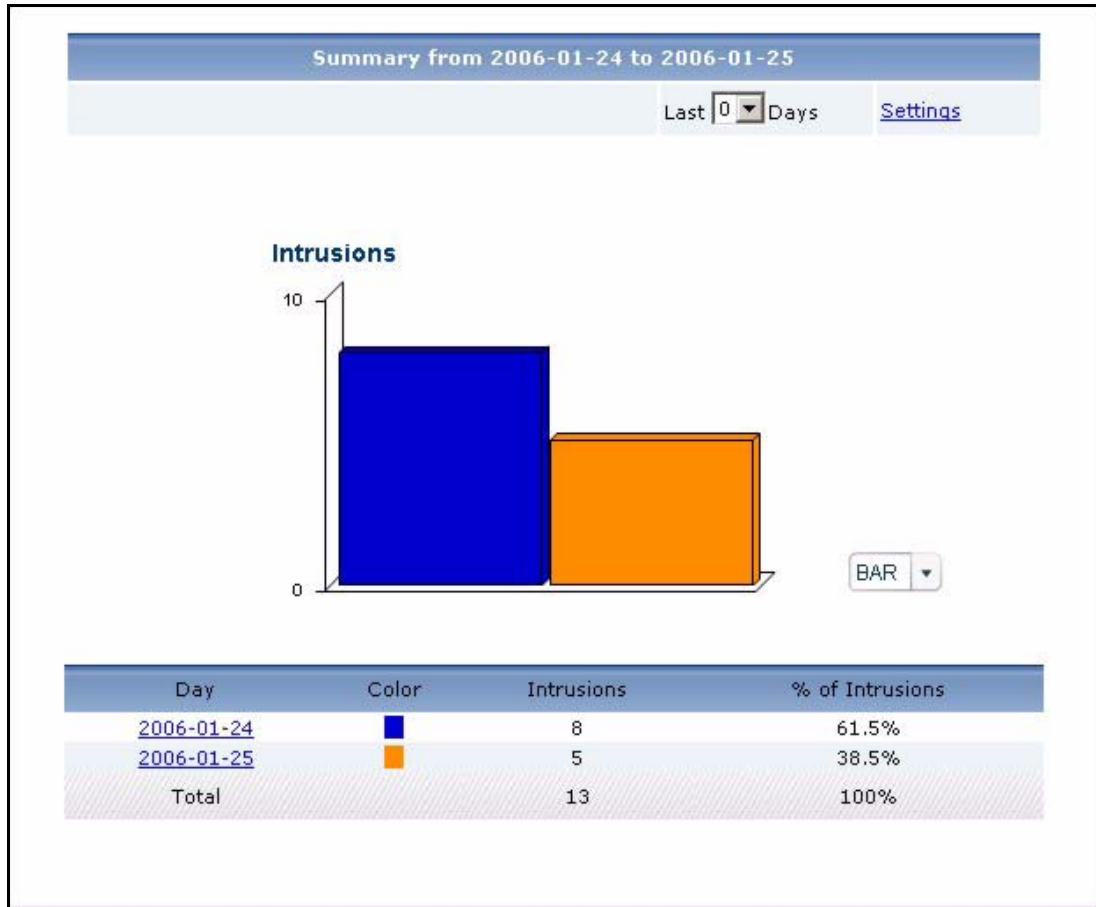 Summary from 2006-01-24 to 2006-01-25
Last 0 Days Settings
Intrusions
10
0
BAR
Day Color Intrusions % of Intrusions
2006-01-24 8 61.5%
2006-01-25 5 38.5%
Total 13 100%